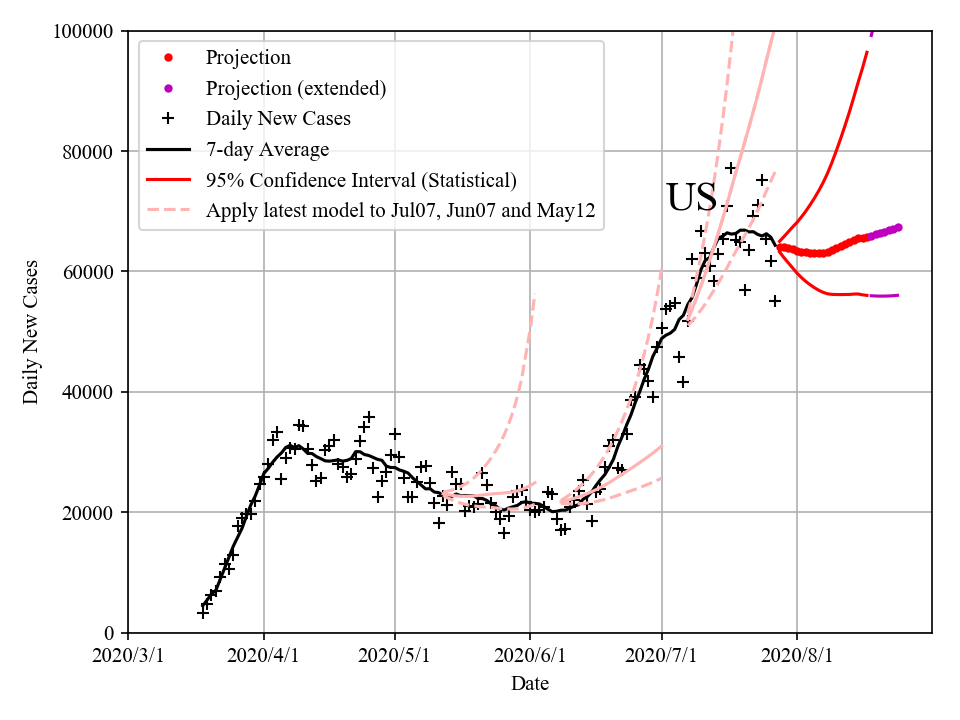 100000
80000
60000
40000
20000
0
Daily New Cases
Projection
Projection (extended)
Daily New Cases
7-day Average
95% Confidence Interval (Statistical)
Apply latest model to Jul07, Jun07 and May12
US
2020/3/1 2020/4/1 2020/5/1 2020/6/1 2020/7/1 2020/8/1
Date